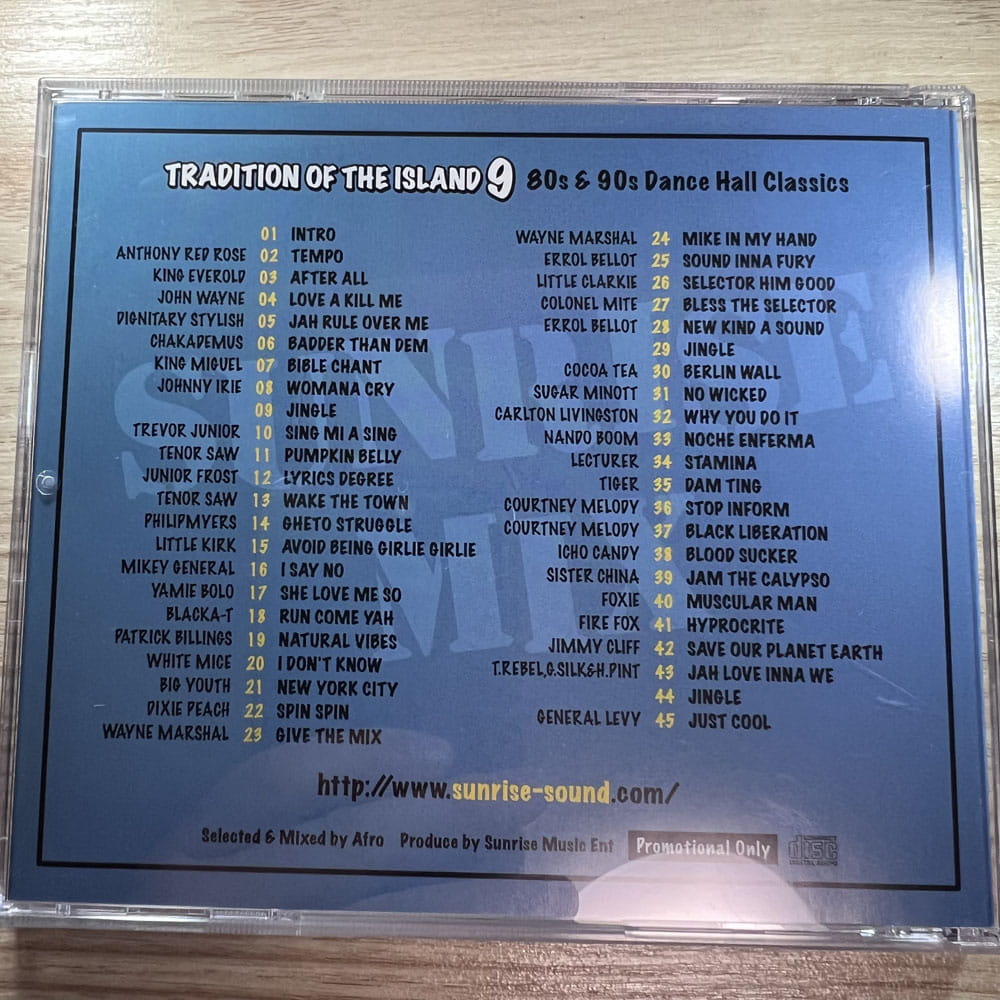 TRADITION OF THE ISLAND 9 80s & 90s Dance Hall Classics
01 INTRO
ANTHONY RED ROSE 02 TEMPO
KING EVEROLD 03 AFTER ALL
JOHN WAYNE 04 LOVE A KILL ME
DIGNITARY STYLISH 05 JAH RULE OVER ME
CHAKADEMUS 06 BADDER THAN DEM
KING MIGUEL 07 BIBLE CHANT
JOHNNY IRIE 08 WOMANA CRY
09 JINGLE
TREVOR JUNIOR 10 SING MI A SING
TENOR SAW 11 PUMPKIN BELLY
JUNIOR FROST 12 LYRICS DEGREE
TENOR SAW 13 WAKE THE TOWN
PHILIPMYERS 14 GHETO STRUGGLE
LITTLE KIRK 15 AVOID BEING GIRLIE GIRLIE
MIKEY GENERAL 16 I SAY NO
YAMIE BOLO 17 SHE LOVE ME SO
BLACKA-T 18 RUN COME YAH
PATRICK BILLINGS 19 NATURAL VIBES
WHITE MICE 20 I DON'T KNOW
BIG YOUTH 21 NEW YORK CITY
DIXIE PEACH 22 SPIN SPIN
WAYNE MARSHAL 23 GIVE THE MIX
WAYNE MARSHAL 24 MIKE IN MY HAND
ERROL BELLOT 25 SOUND INNA FURY
LITTLE CLARKIE 26 SELECTOR HIM GOOD
COLONEL MITE 27 BLESS THE SELECTOR
ERROL BELLOT 28 NEW KIND A SOUND
29 JINGLE
COCOA TEA 30 BERLIN WALL
SUGAR MINOTT 31 NO WICKED
CARLTON LIVINGSTON 32 WHY YOU DO IT
NANDO BOOM 33 NOCHE ENFERMA
LECTURER 34 STAMINA
TIGER 35 DAM TING
COURTNEY MELODY 36 STOP INFORM
COURTNEY MELODY 37 BLACK LIBERATION
ICHO CANDY 38 BLOOD SUCKER
SISTER CHINA 39 JAM THE CALYPSO
FOXIE 40 MUSCULAR MAN
FIRE FOX 41 HYPROCRITE
JIMMY CLIFF 42 SAVE OUR PLANET EARTH
T.REBEL,G.SILK&H.PINT 43 JAH LOVE INNA WE
44 JINGLE
GENERAL LEVY 45 JUST COOL
SUNRISE
MIX
http://www.sunrise-sound.com/
Selected & Mixed by Afro Produce by Sunrise Music Ent Promotional Only disc